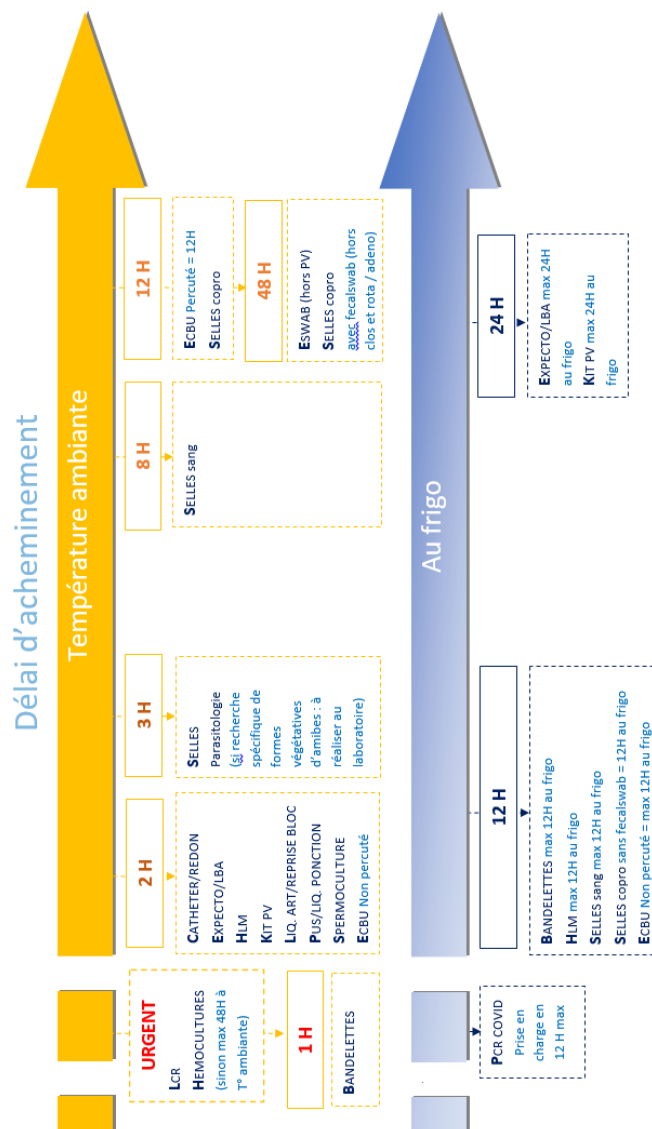 Délai d'acheminement
Température ambiante
URGENT
LCR
HEMOCULTURES
(sinon max 48H à
T° ambiante)
1 H
BANDELETTES
2 H
CATHETER/REDON
EXPECTO/LBA
HLM
KIT PV
LIQ. ART/REPRISE BLOC
PUS/LIQ. PONCTION
SPERMOCULTURE
ECBU Non percuté
3 H
SELLES
Parasitologie
(si recherche
spécifique de
formes
végétatives
d'amibes : à
réaliser au
laboratoire)
8 H
SELLES sang
12 H
ECBU Percuté = 12H
SELLES copro
48 H
ESWAB (hors PV)
SELLES copro
avec fecalswab (hors
clos et rota / adeno)
Au frigo
PCR COVID
Prise en
charge en
12 H max
12 H
BANDELETTES max 12H au frigo
HLM max 12H au frigo
SELLES sang max 12H au frigo
SELLES copro sans fecalswab = 12H au frigo
ECBU Non percuté = max 12H au frigo
24 H
EXPECTO/LBA max 24H
au frigo
KIT PV max 24H au
frigo